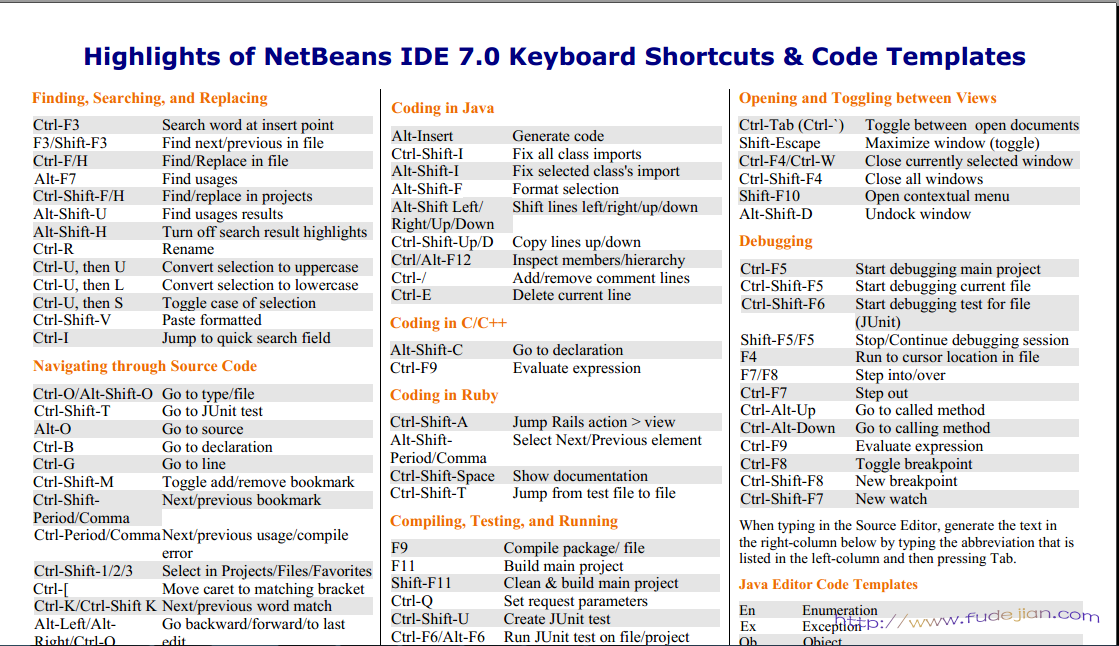 Highlights of NetBeans IDE 7.0 Keyboard Shortcuts & Code Templates
Finding, Searching, and Replacing
Ctrl-F3 Search word at insert point
F3/Shift-F3 Find next/previous in file
Ctrl-F/H Find/Replace in file
Alt-F7 Find usages
Ctrl-Shift-F/H Find/replace in projects
Alt-Shift-U Find usages results
Alt-Shift-H Turn off search result highlights
Ctrl-R Rename
Ctrl-U, then U Convert selection to uppercase
Ctrl-U, then L Convert selection to lowercase
Ctrl-U, then S Toggle case of selection
Ctrl-Shift-V Paste formatted
Ctrl-I Jump to quick search field
Navigating through Source Code
Ctrl-O/Alt-Shift-O Go to type/file
Ctrl-Shift-T Go to JUnit test
Alt-O Go to source
Ctrl-B Go to declaration
Ctrl-G Go to line
Ctrl-Shift-M Toggle add/remove bookmark
Ctrl-Shift- Next/previous bookmark
Period/Comma
Ctrl-Period/Comma Next/previous usage/compile
error
Ctrl-Shift-1/2/3 Select in Projects/Files/Favorites
Ctrl-[ Move caret to matching bracket
Ctrl-K/Ctrl-Shift K Next/previous word match
Alt-Left/Alt- Go backward/forward/to last
Right/Ctrl-Q edit
Coding in Java
Alt-Insert Generate code
Ctrl-Shift-I Fix all class imports
Alt-Shift-I Fix selected class's import
Alt-Shift-F Format selection
Alt-Shift Left/ Shift lines left/right/up/down
Right/Up/Down
Ctrl-Shift-Up/D Copy lines up/down
Ctrl/Alt-F12 Inspect members/hierarchy
Ctrl-/ Add/remove comment lines
Ctrl-E Delete current line
Coding in C/C++
Alt-Shift-C Go to declaration
Ctrl-F9 Evaluate expression
Coding in Ruby
Ctrl-Shift-A Jump Rails action > view
Alt-Shift- Select Next/Previous element
Period/Comma
Ctrl-Shift-Space Show documentation
Ctrl-Shift-T Jump from test file to file
Compiling, Testing, and Running
F9 Compile package/ file
F11 Build main project
Shift-F11 Clean & build main project
Ctrl-Q Set request parameters
Ctrl-Shift-U Create JUnit test
Ctrl-F6/Alt-F6 Run JUnit test on file/project
Opening and Toggling between Views
Ctrl-Tab (Ctrl-`) Toggle between open documents
Shift-Escape Maximize window (toggle)
Ctrl-F4/Ctrl-W Close currently selected window
Ctrl-Shift-F4 Close all windows
Shift-F10 Open contextual menu
Alt-Shift-D Undock window
Debugging
Ctrl-F5 Start debugging main project
Ctrl-Shift-F5 Start debugging current file
Ctrl-Shift-F6 Start debugging test for file
(JUnit)
Shift-F5/F5 Stop/Continue debugging session
F4 Run to cursor location in file
F7/F8 Step into/over
Ctrl-F7 Step out
Ctrl-Alt-Up Go to called method
Ctrl-Alt-Down Go to calling method
Ctrl-F9 Evaluate expression
Ctrl-F8 Toggle breakpoint
Ctrl-Shift-F8 New breakpoint
Ctrl-Shift-F7 New watch
When typing in the Source Editor, generate the text in
the right-column below by typing the abbreviation that is
listed in the left-column and then pressing Tab.
Java Editor Code Templates
En Enumeration
Ex Exception
Ob Object
http://www.fudejian.com